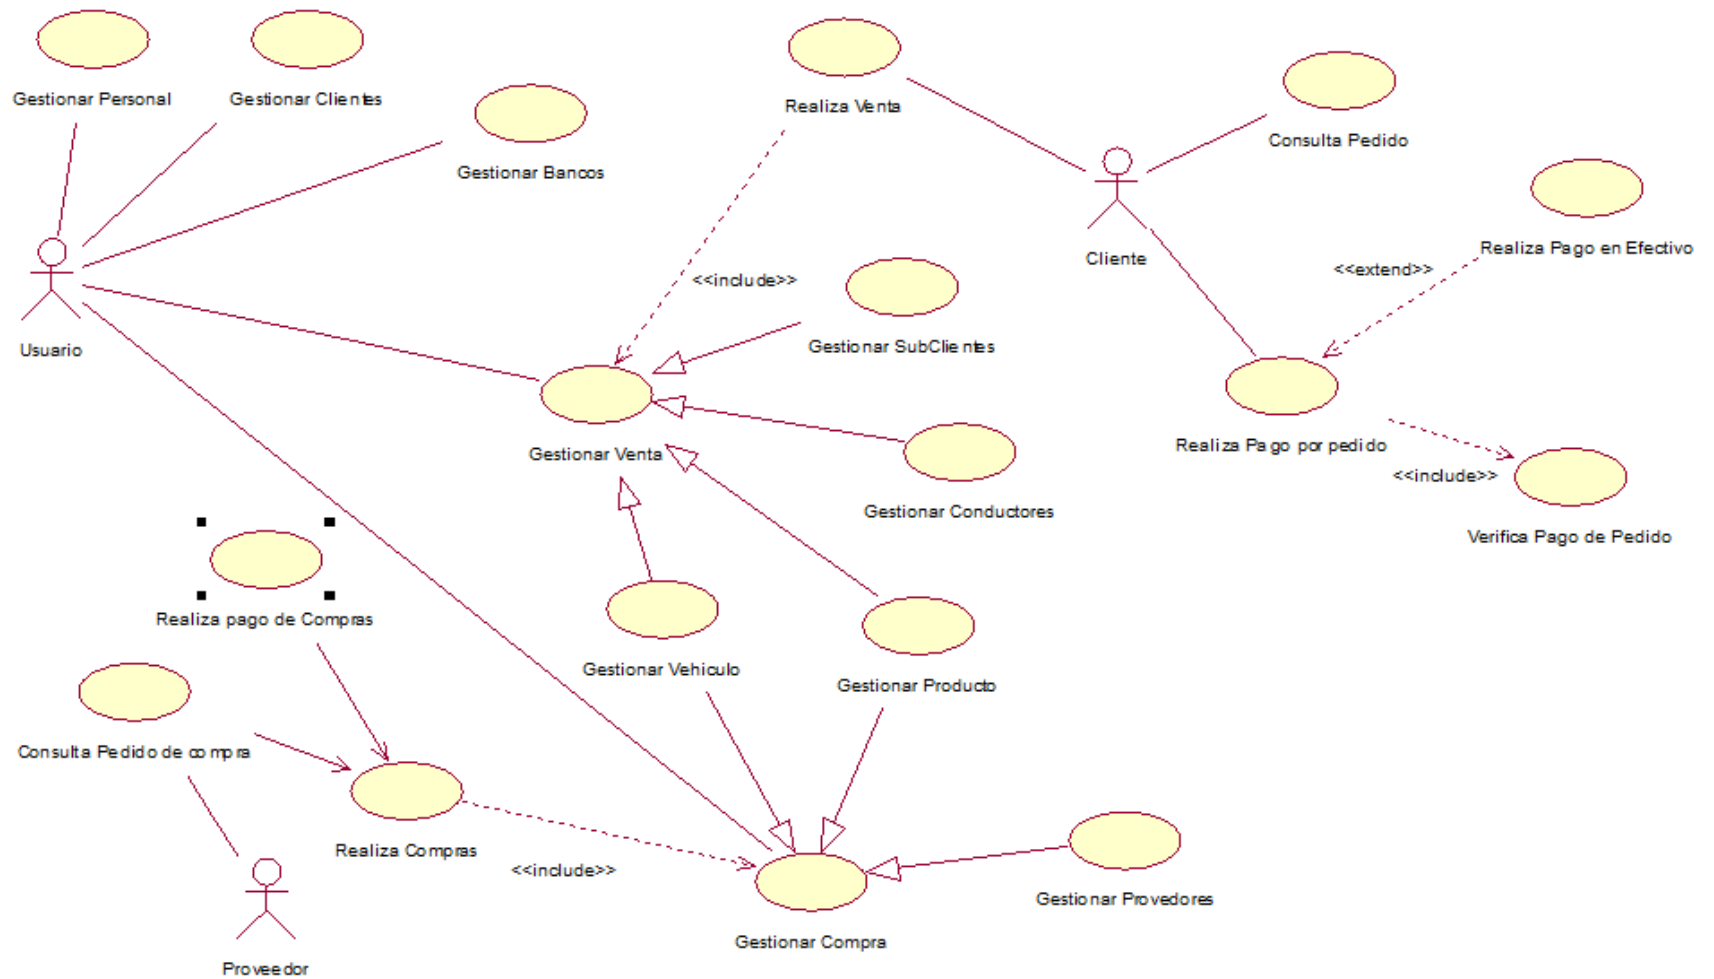 Gestionar Personal
Gestionar Clientes
Realiza Venta
Consulta Pedido
Gestionar Bancos
Realiza Pago en Efectivo
Cliente
<<extend>>
<<include>>
Usuario
Gestionar SubClientes
Realiza Pago por pedido
Gestionar Venta
<<include>>
Gestionar Conductores
Verifica Pago de Pedido
Realiza pago de Compras
Gestionar Vehiculo
Gestionar Producto
Consulta Pedido de compra
Realiza Compras
<<include>>
Gestionar Provedores
Gestionar Compra
Proveedor